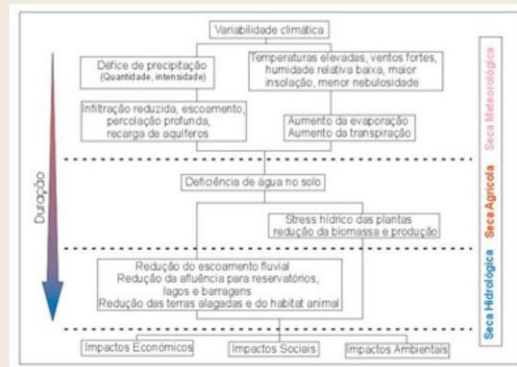 Variabilidade climática
Défice de precipitação
(Quantidade, intensidade)
Temperaturas elevadas, ventos fortes,
humidade relativa baixa, maior
insolação, menor nebulosidade
Infiltração reduzida, escoamento,
percolação profunda,
recarga de aquíferos
Aumento da evaporação
Aumento da transpiração
Deficiência de água no solo
Stress hídrico das plantas
redução da biomassa e produção
Redução do escoamento fluvial
Redução da afluência para reservatórios,
lagos e barragens
Redução das terras alagadas e do habitat animal
Impactos Económicos
Impactos Sociais
Impactos Ambientais
Duração
Seca Meteorológica
Seca Agrícola
Seca Hidrológica